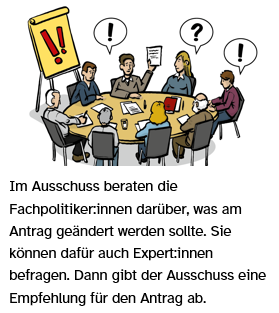 !!
!
?
!
Im Ausschuss beraten die
Fachpolitiker:innen darüber, was am
Antrag geändert werden sollte. Sie
können dafür auch Expert:innen
befragen. Dann gibt der Ausschuss eine
Empfehlung für den Antrag ab.